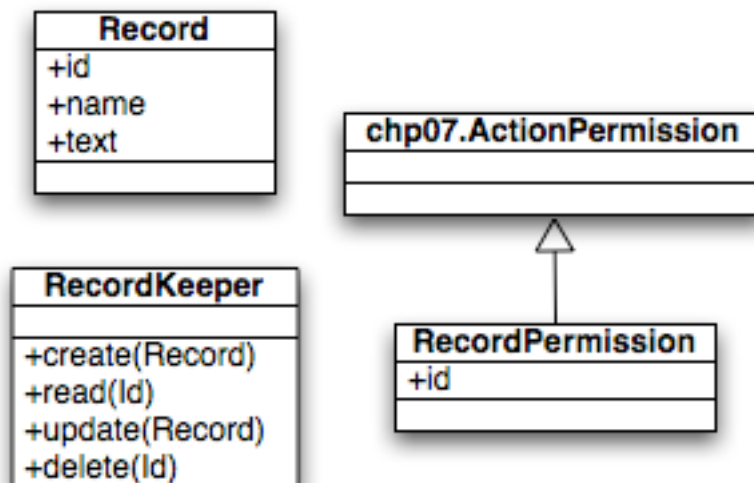 Record
+id
+name
+text
chp07.ActionPermission
RecordKeeper
+create(Record)
+read(Id)
+update(Record)
+delete(Id)
RecordPermission
+id